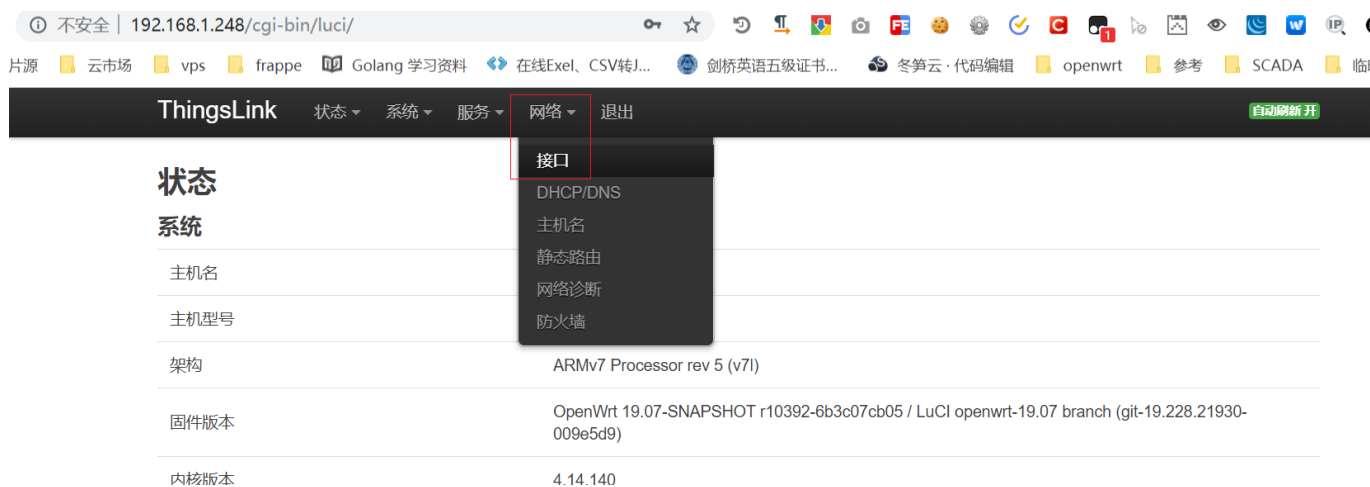 不安全 | 192.168.1.248/cgi-bin/luci/
片源 云市场 vps frappe Golang 学习资料 在线Exel、CSV转J... 剑桥英语五级证书... 冬笋云·代码编辑 openwrt 参考 SCADA 临
ThingsLink 状态 系统 服务 网络 退出 自动刷新 开
接口
DHCP/DNS
主机名
静态路由
网络诊断
防火墙
状态
系统
主机名
主机型号
架构 ARMv7 Processor rev 5 (v7l)
固件版本 OpenWrt 19.07-SNAPSHOT r10392-6b3c07cb05 / LuCI openwrt-19.07 branch (git-19.228.21930-
009e5d9)
内核版本 4.14.140